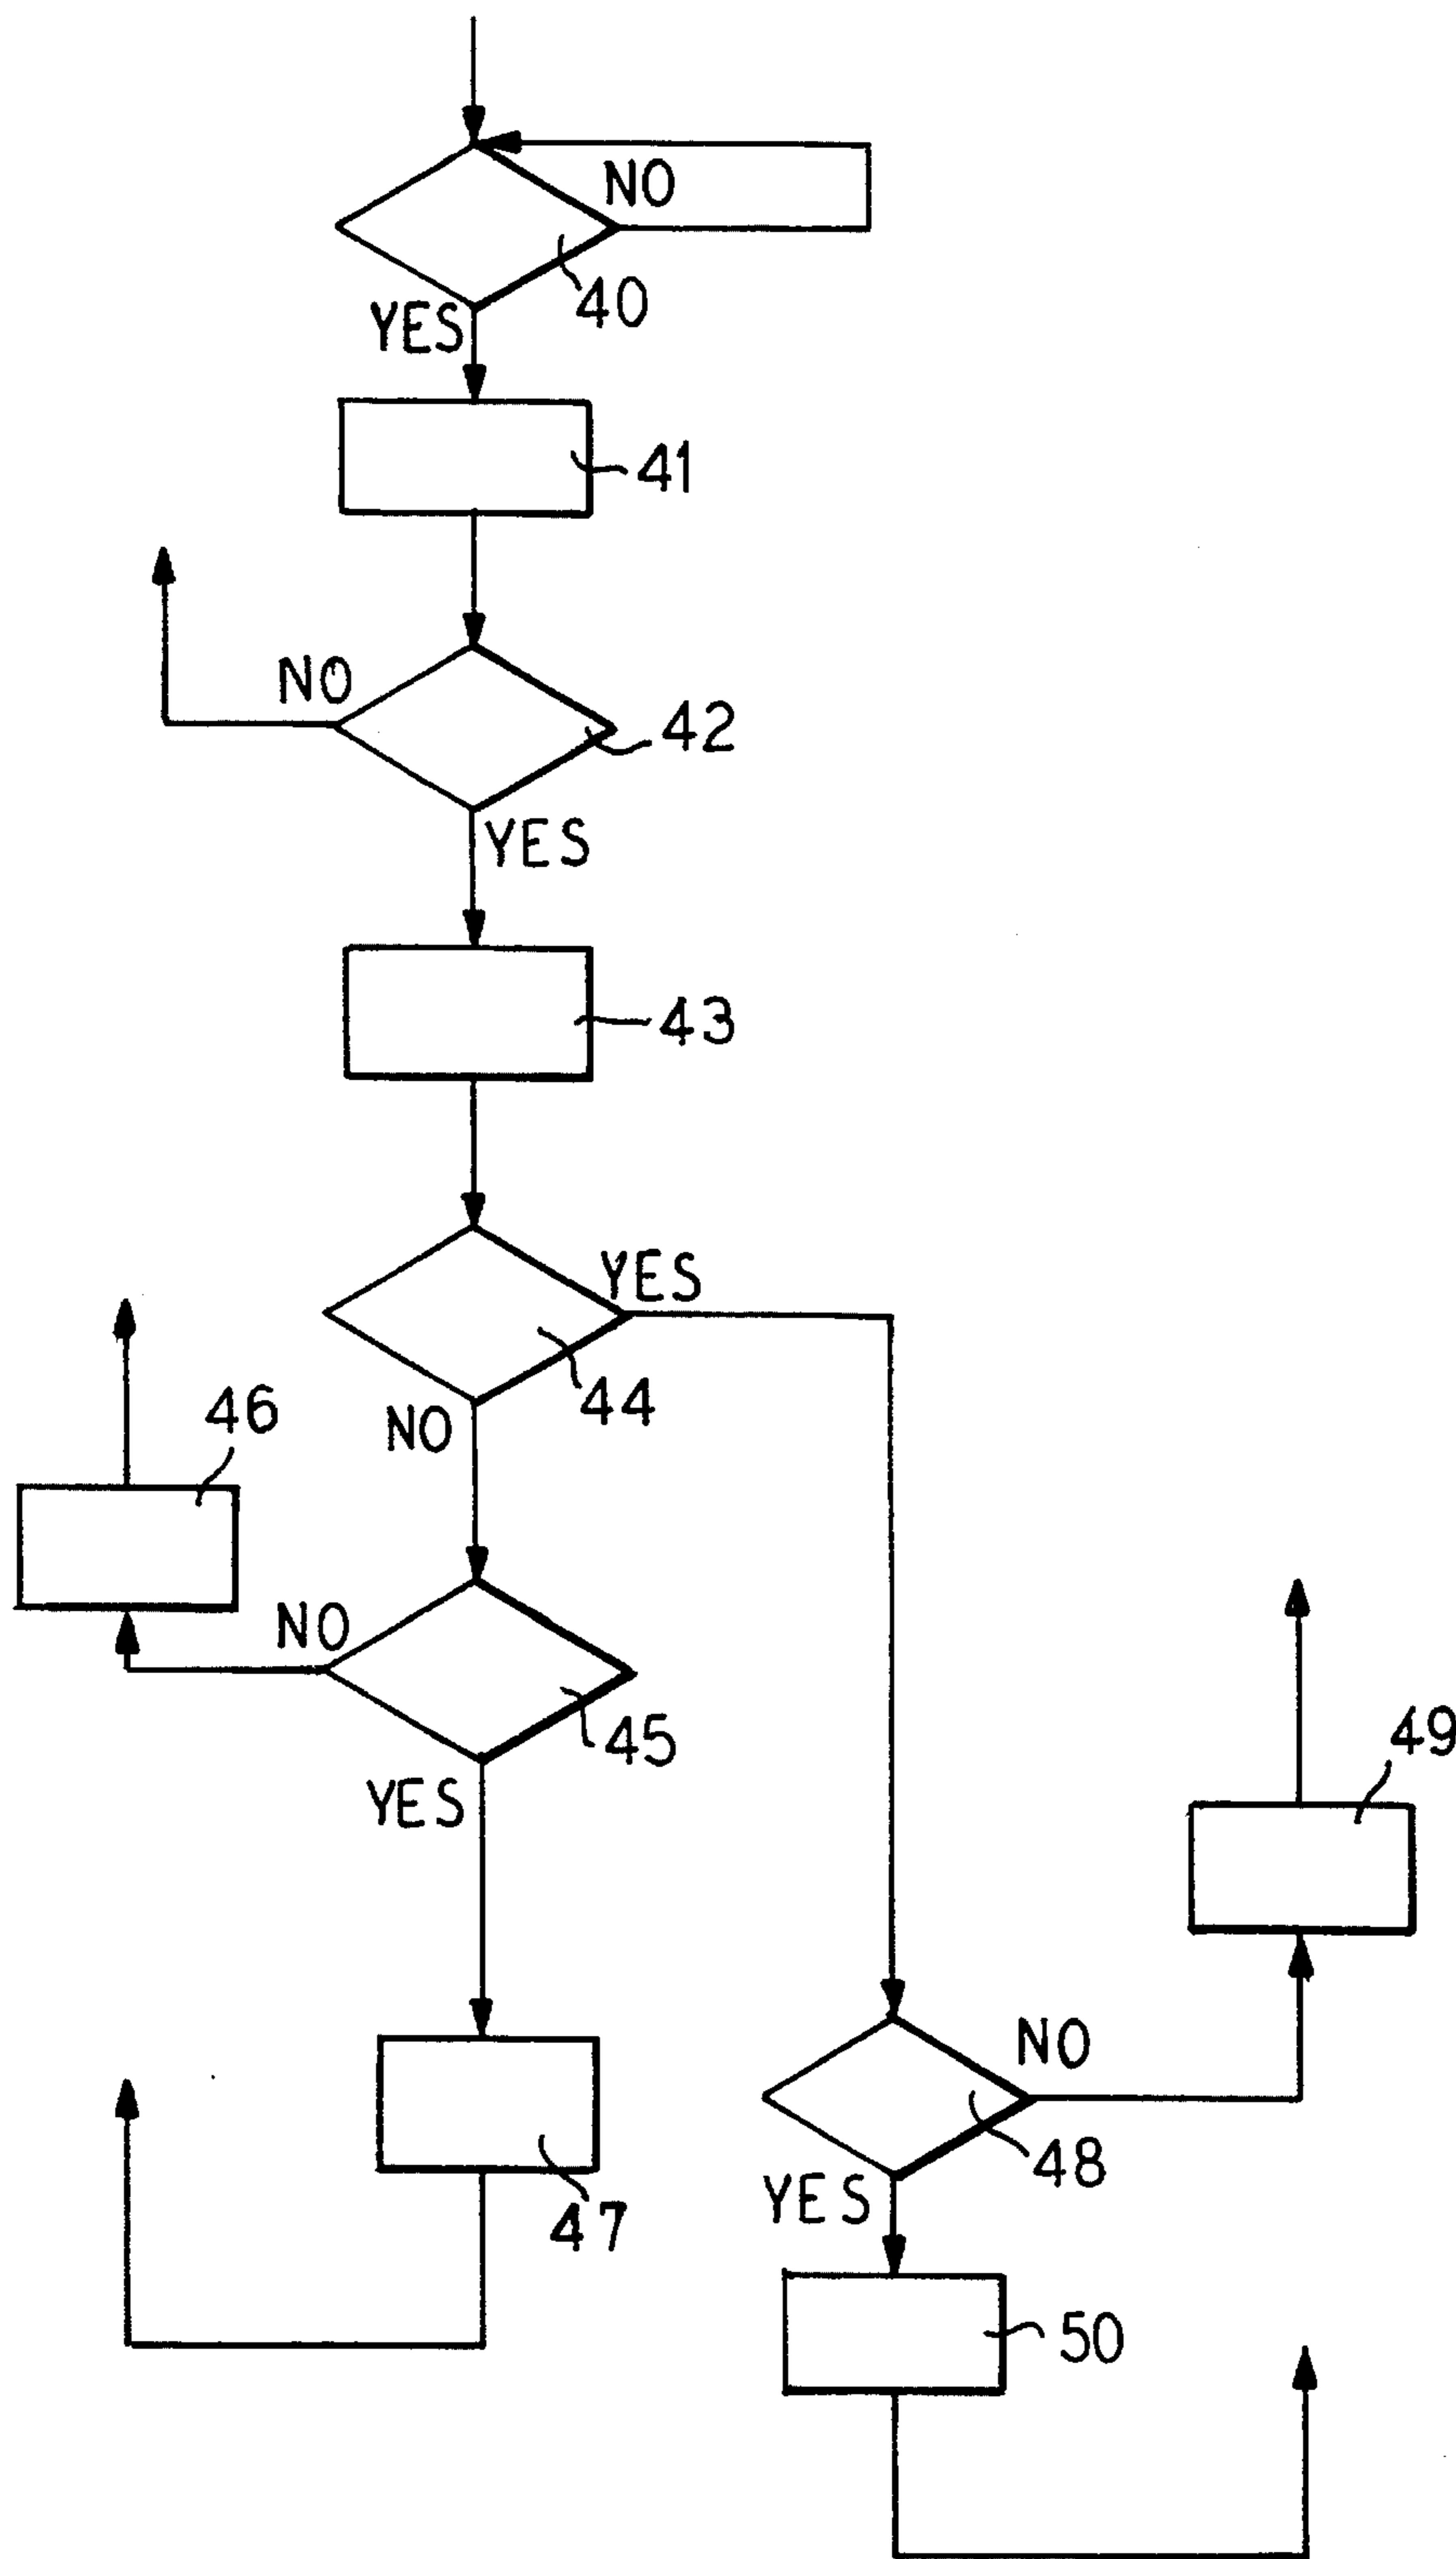 NO
40
YES
41
NO
42
YES
43
YES
44
NO
46
NO
45
YES
49
NO
48
YES
47
50